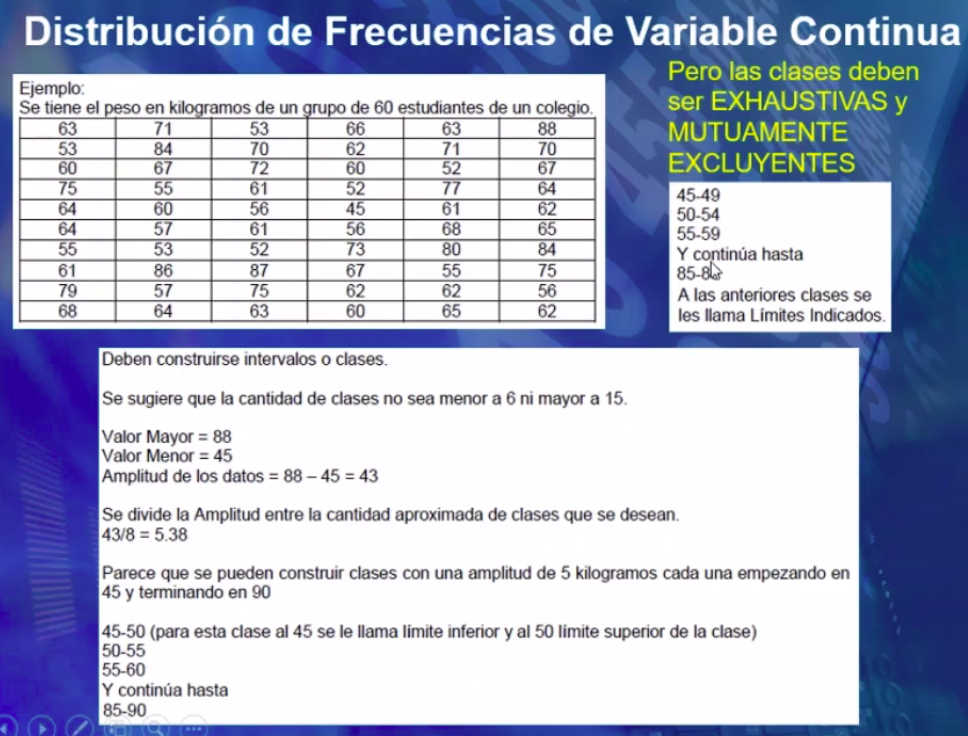 Distribución de Frecuencias de Variable Continua
Ejemplo:
Se tiene el peso en kilogramos de un grupo de 60 estudiantes de un colegio.
63 71 53 66 63 88
53 84 70 62 71 70
60 67 72 60 52 67
75 55 61 52 77 64
64 60 56 45 61 62
64 57 61 56 68 65
55 53 52 73 80 84
61 86 87 67 55 75
79 57 75 62 62 56
68 64 63 60 65 62
Pero las clases deben
ser EXHAUSTIVAS y
MUTUAMENTE
EXCLUYENTES
45-49
50-54
55-59
Y continúa hasta
A las anteriores clases se
les llama Límites Indicados.
Deben construirse intervalos o clases.
Se sugiere que la cantidad de clases no sea menor a 6 ni mayor a 15.
Valor Mayor = 88
Valor Menor = 45
Amplitud de los datos = 88 – 45 = 43
Se divide la Amplitud entre la cantidad aproximada de clases que se desean.
43/8 = 5.38
Parece que se pueden construir clases con una amplitud de 5 kilogramos cada una empezando en
45 y terminando en 90
45-50 (para esta clase al 45 se le llama límite inferior y al 50 límite superior de la clase)
50-55
55-60
Y continúa hasta
85-90